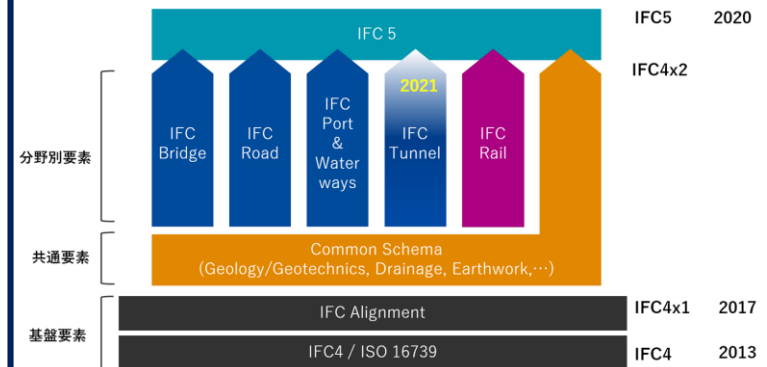 IFC 5
IFC5 2020
IFC4x2
分野別要素
IFC
Bridge
IFC
Road
IFC
Port
&
Water
ways
2021
IFC
Tunnel
IFC
Rail
共通要素
Common Schema
(Geology/Geotechnics, Drainage, Earthwork,…)
基盤要素
IFC Alignment
IFC4x1 2017
IFC4 / ISO 16739
IFC4 2013